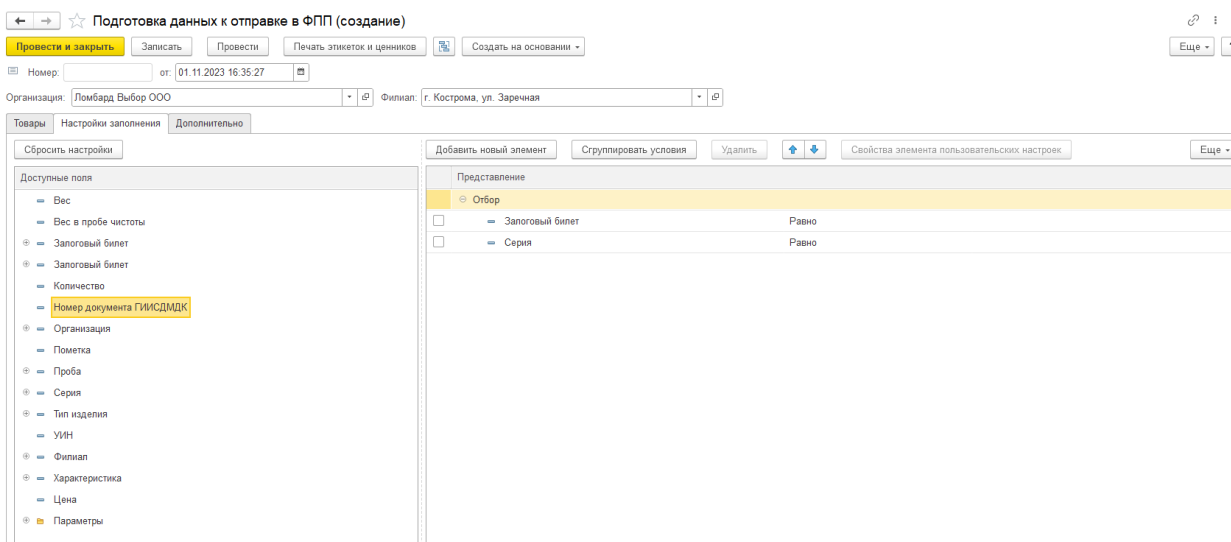 Подготовка данных к отправке в ФПП (создание)
Провести и закрыть Записать Провести Печать этикеток и ценников Создать на основании Еще
Номер: от: 01.11.2023 16:35:27
Организация: Ломбард Выбор ООО Филиал: г. Кострома, ул. Заречная
Товары Настройки заполнения Дополнительно
Сбросить настройки Добавить новый элемент Сгруппировать условия Удалить Свойства элемента пользовательских настроек Еще
Доступные поля Представление
Вес Отбор
Вес в пробе чистоты Залоговый билет Равно
Залоговый билет Серия Равно
Залоговый билет
Количество
Номер документа ГИИСДМДК
Организация
Пометка
Проба
Серия
Тип изделия
УИН
Филиал
Характеристика
Цена
Параметры